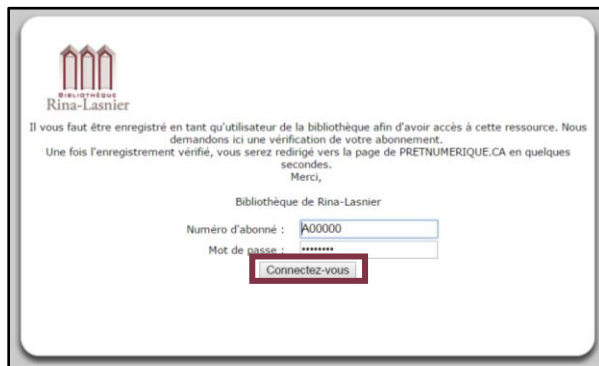 BIBLIOTHÈQUE
Rina-Lasnier
Il vous faut être enregistré en tant qu'utilisateur de la bibliothèque afin d'avoir accès à cette ressource. Nous
demandons ici une vérification de votre abonnement.
Une fois l'enregistrement vérifié, vous serez redirigé vers la page de PRETNUMERIQUE.CA en quelques
secondes.
Merci,
Bibliothèque de Rina-Lasnier
Numéro d'abonné : A00000
Mot de passe : ••••••••
Connectez-vous